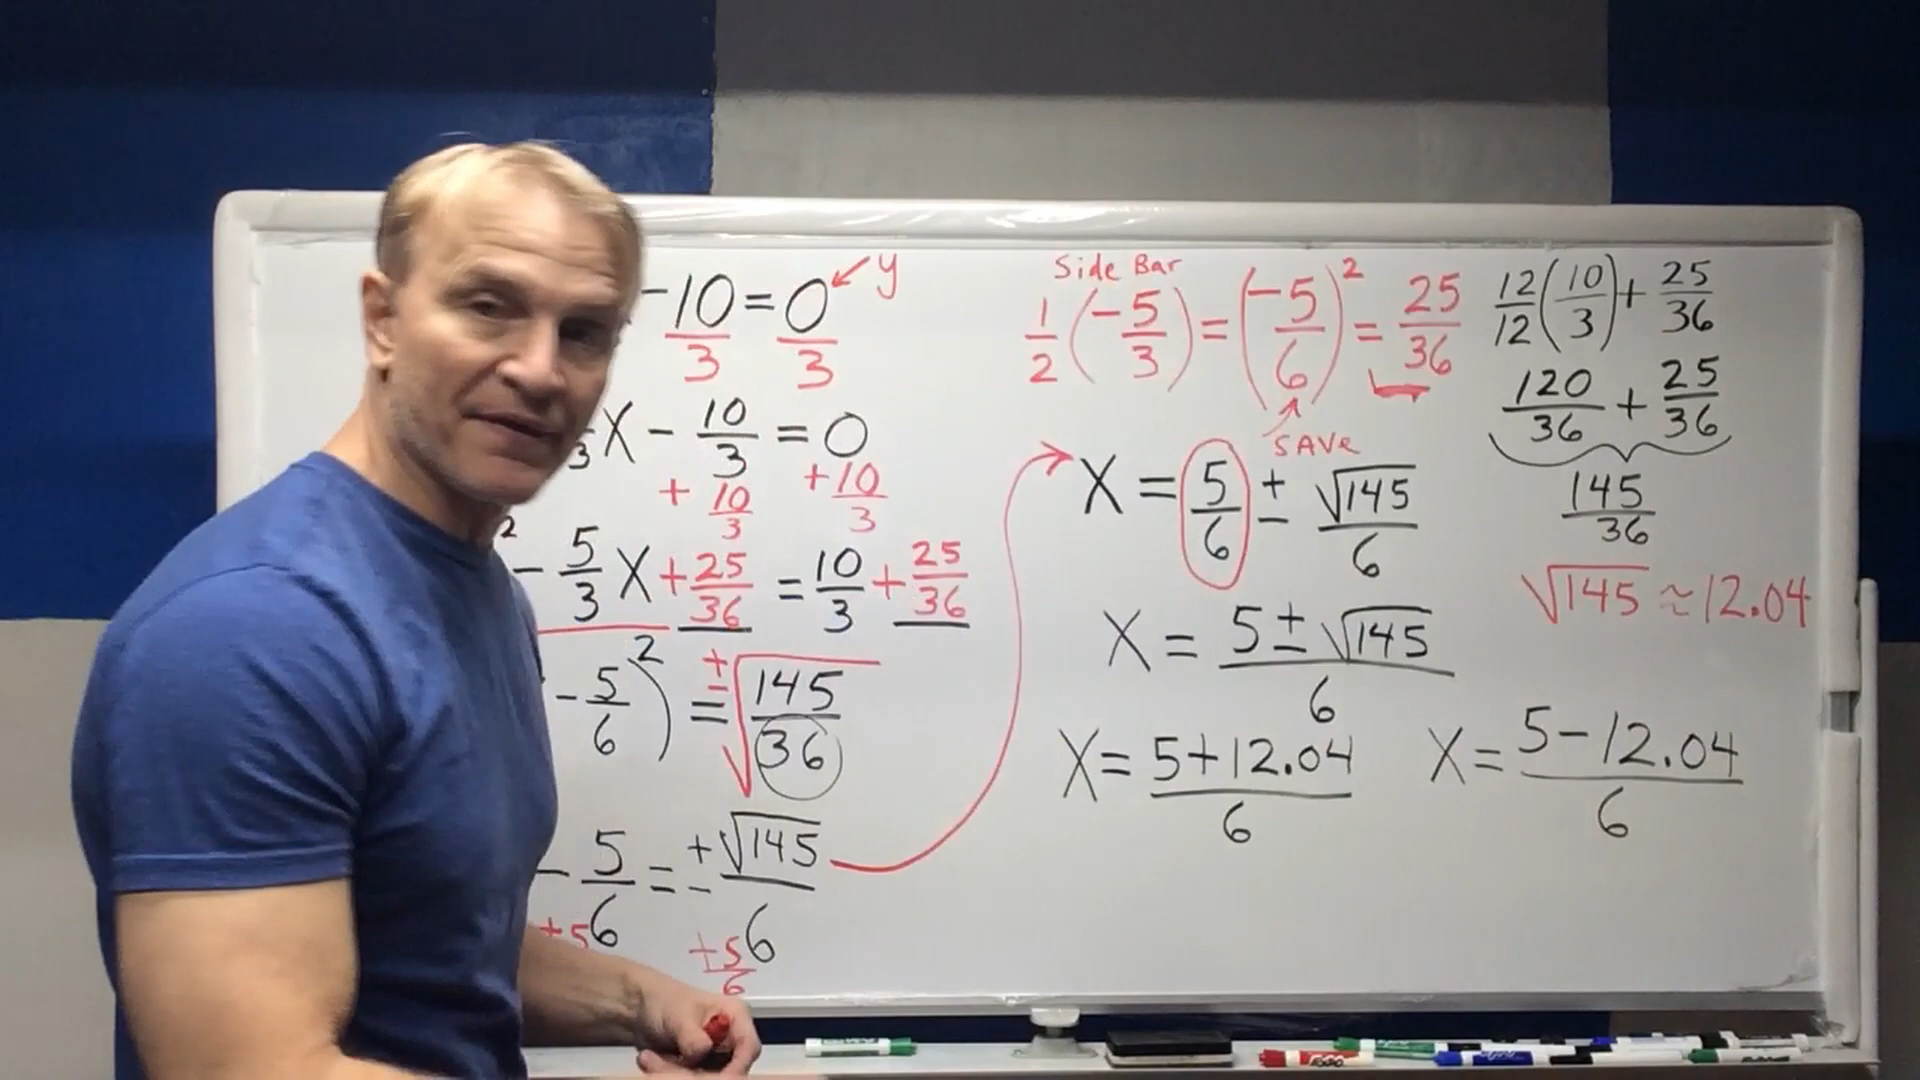 -10/3 = 0/3 ← y
/3 X - 10/3 = 0
+ 10/3 + 10/3
2 - 5/3 X + 25/36 = 10/3 + 25/36
- 5/6)² = ±√145/36
- 5/6 = ±√145/6
+5 +5/6
Side Bar
1/2 (-5/3) = (-5/6)² = 25/36
SAVe
X = 5/6 ± √145/6
X = 5±√145/6
X = 5+12.04/6
X = 5-12.04/6
12/12 (10/3) + 25/36
120/36 + 25/36
145/36
√145 ≈ 12.04